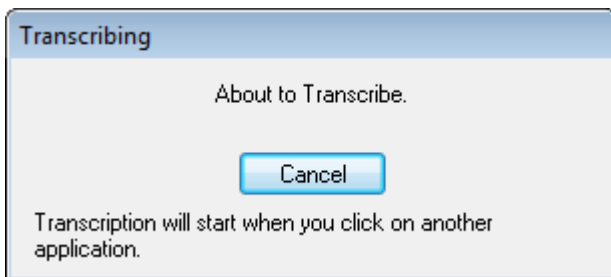 Transcribing
About to Transcribe.
Cancel
Transcription will start when you click on another
application.